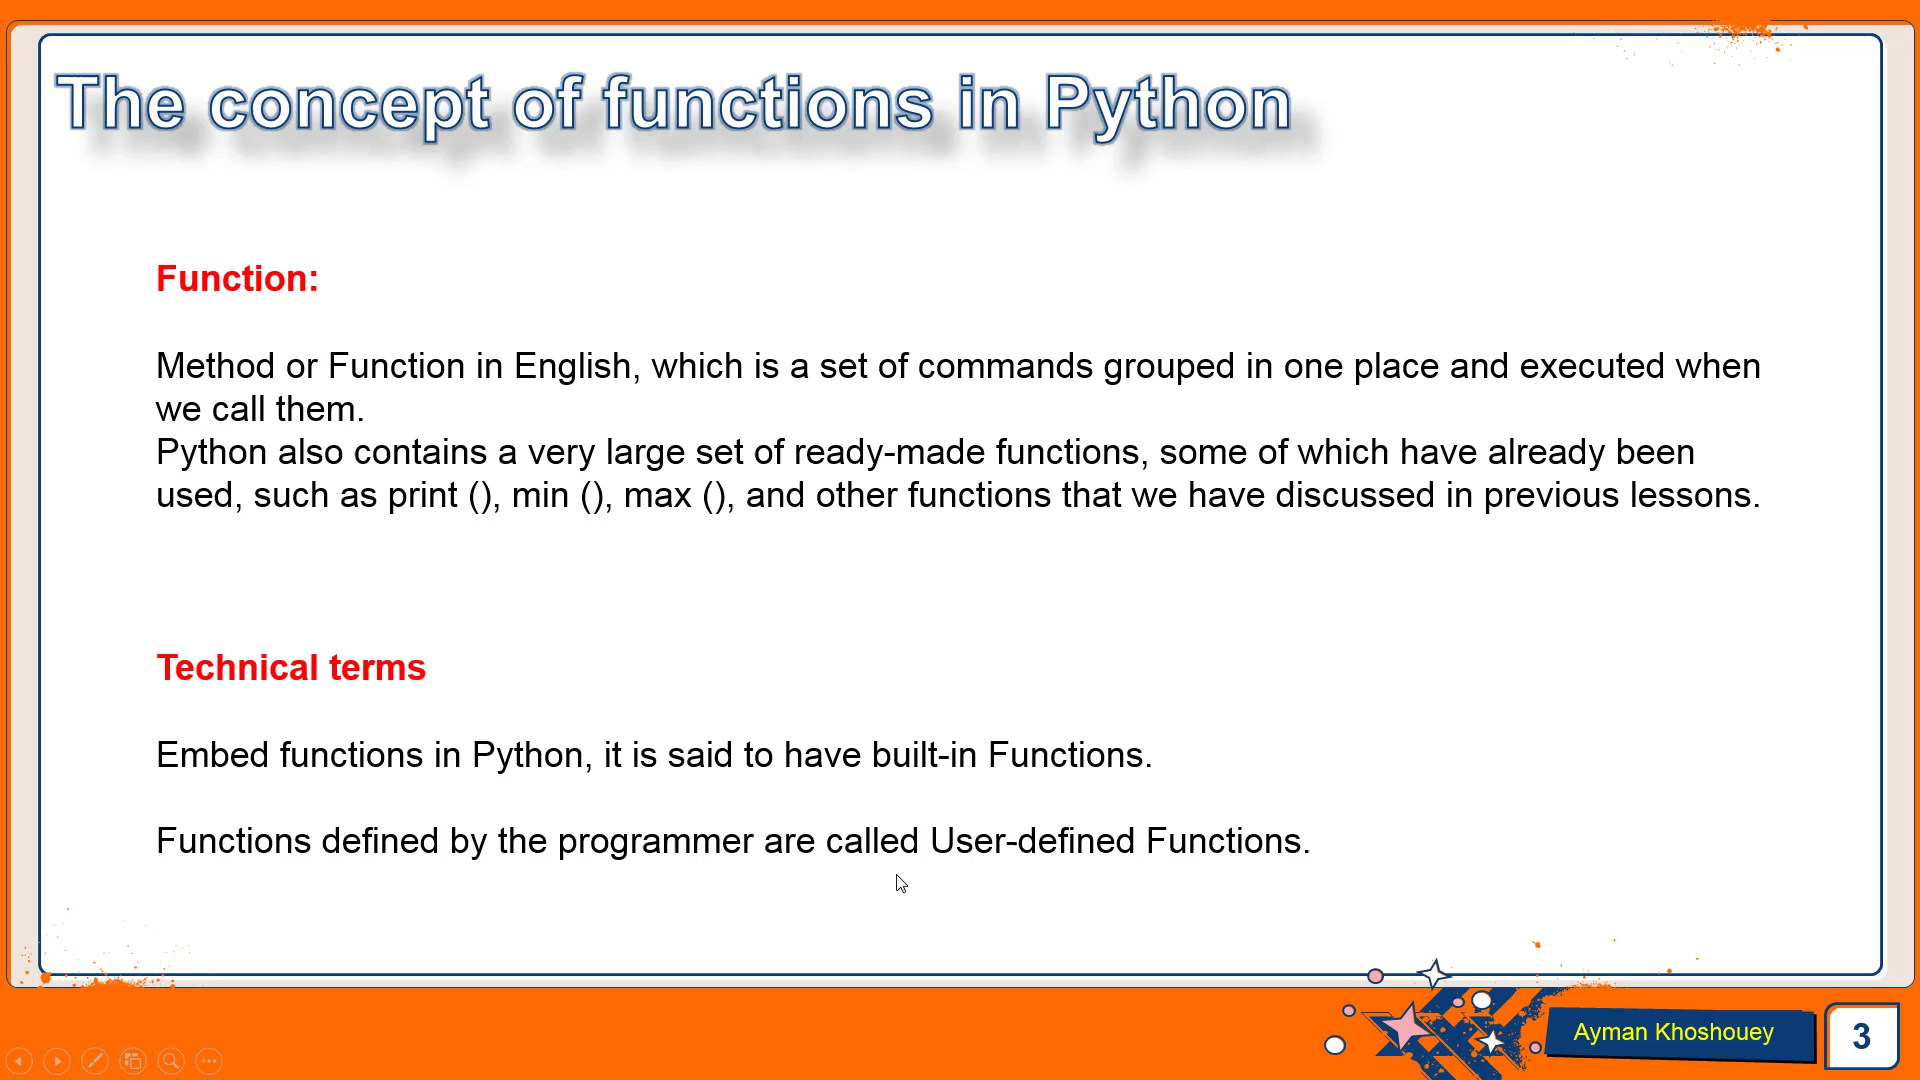 The concept of functions in Python
Function:
Method or Function in English, which is a set of commands grouped in one place and executed when
we call them.
Python also contains a very large set of ready-made functions, some of which have already been
used, such as print (), min (), max (), and other functions that we have discussed in previous lessons.
Technical terms
Embed functions in Python, it is said to have built-in Functions.
Functions defined by the programmer are called User-defined Functions.
Ayman Khoshouey
3